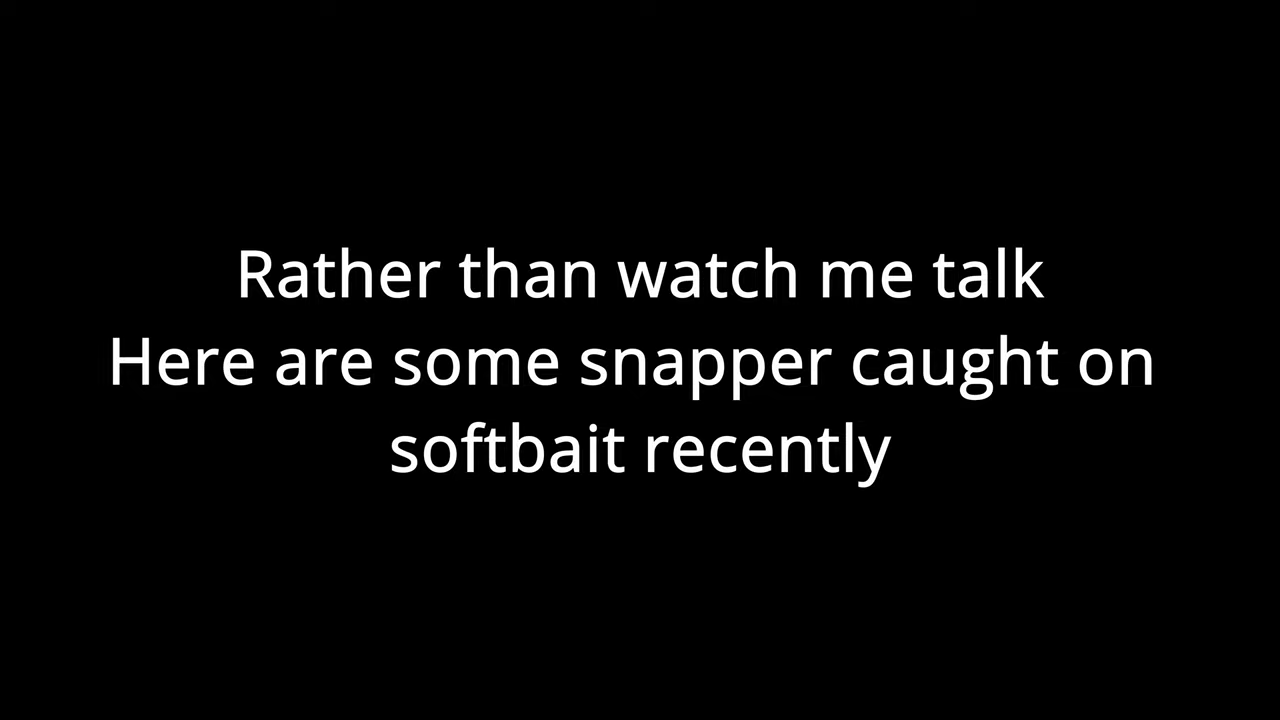 Rather than watch me talk
Here are some snapper caught on
softbait recently